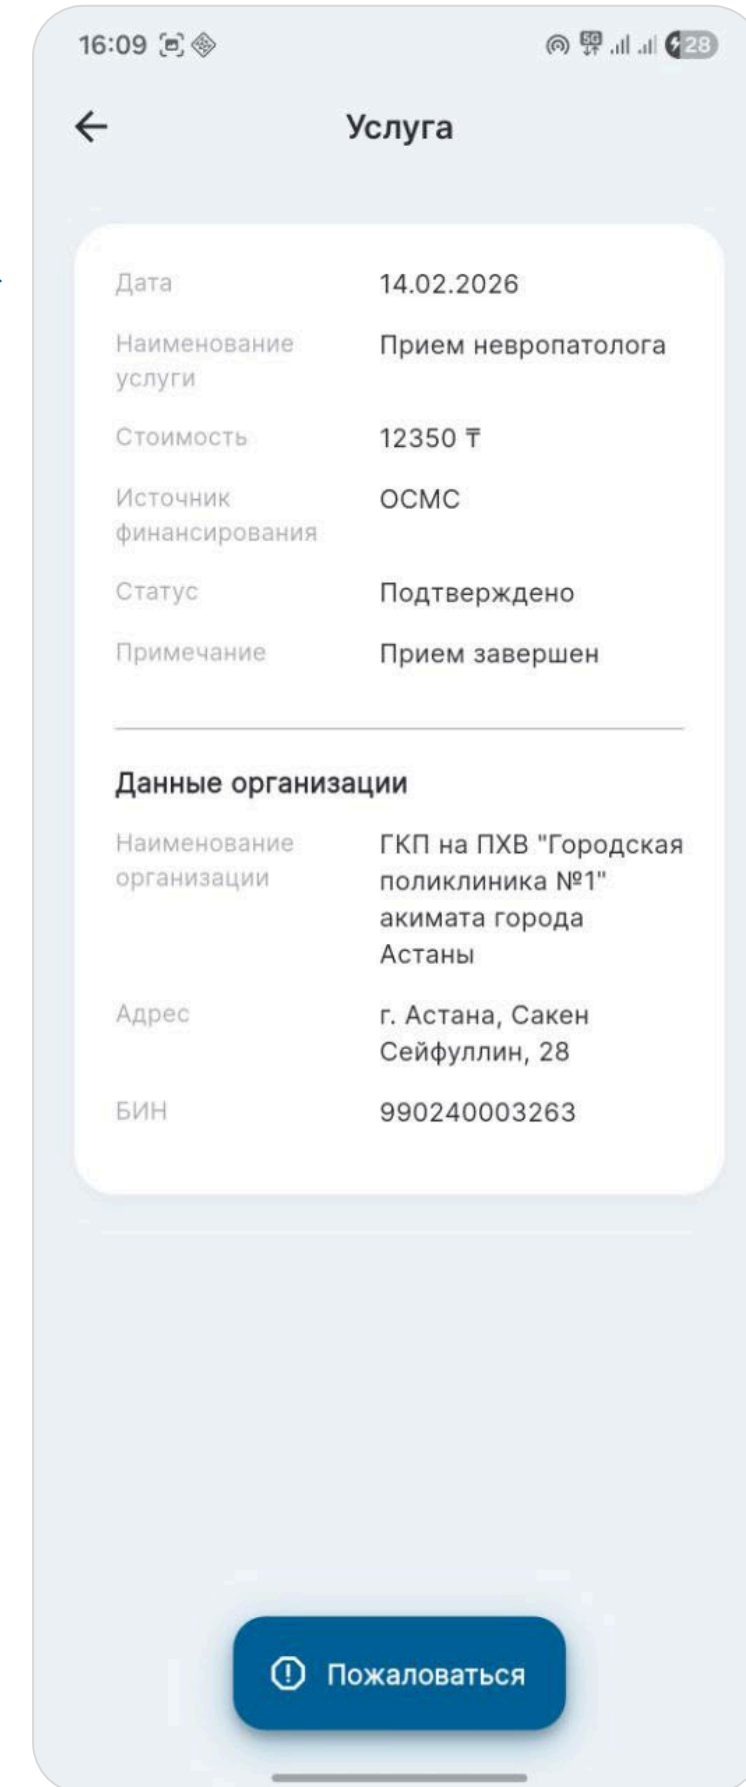 16:09
5G
28
Услуга
Дата 14.02.2026
Наименование Прием невропатолога
услуги
Стоимость 12350 ₸
Источник ОСМС
финансирования
Статус Подтверждено
Примечание Прием завершен
Данные организации
Наименование ГКП на ПХВ "Городская
организации поликлиника №1"
акимата города
Астаны
Адрес г. Астана, Сакен
Сейфуллин, 28
БИН 990240003263
Пожаловаться